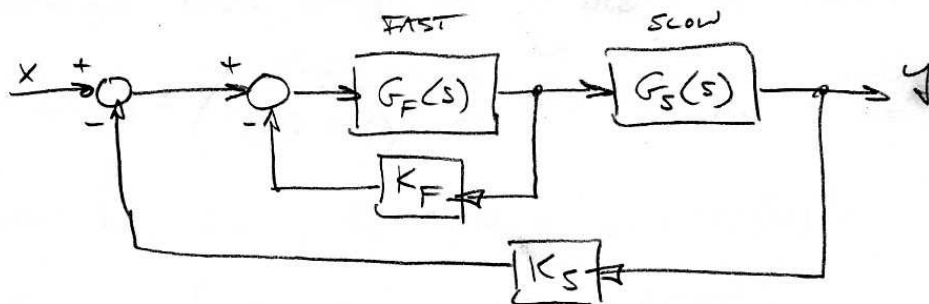 FAST SLOW
X + + G_F(s) G_S(s) Y
- -
K_F
K_S